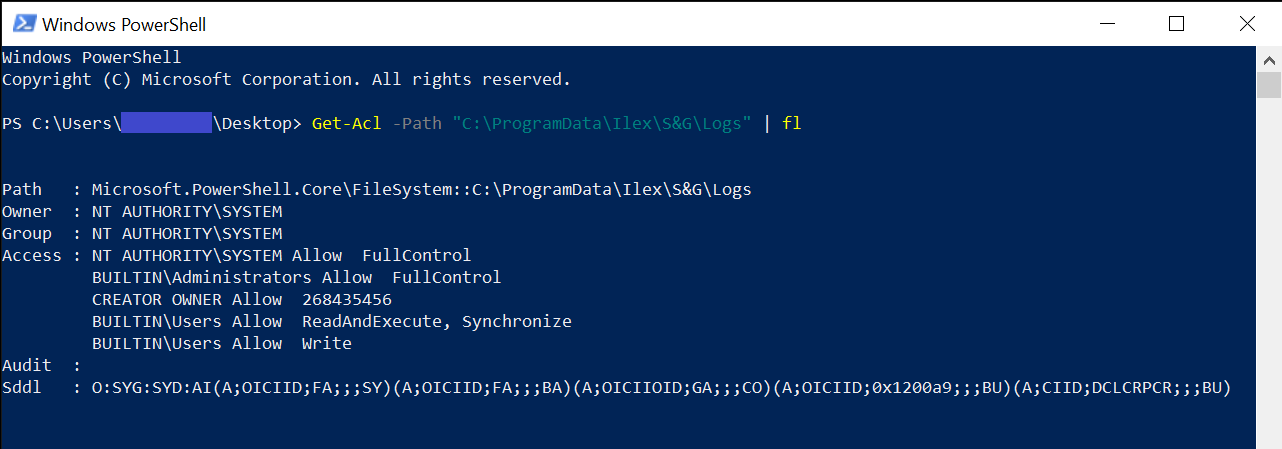 Windows PowerShell
Windows PowerShell
Copyright (C) Microsoft Corporation. All rights reserved.
PS C:\Users\ \Desktop> Get-Acl -Path "C:\ProgramData\Ilex\S&G\Logs" | fl
Path   : Microsoft.PowerShell.Core\FileSystem::C:\ProgramData\Ilex\S&G\Logs
Owner  : NT AUTHORITY\SYSTEM
Group  : NT AUTHORITY\SYSTEM
Access : NT AUTHORITY\SYSTEM Allow  FullControl
         BUILTIN\Administrators Allow  FullControl
         CREATOR OWNER Allow  268435456
         BUILTIN\Users Allow  ReadAndExecute, Synchronize
         BUILTIN\Users Allow  Write
Audit  :
Sddl   : O:SYG:SYD:AI(A;OICIID;FA;;;SY)(A;OICIID;FA;;;BA)(A;OICIIOID;GA;;;CO)(A;OICIID;0x1200a9;;;BU)(A;CIID;DCLCRPCR;;;BU)